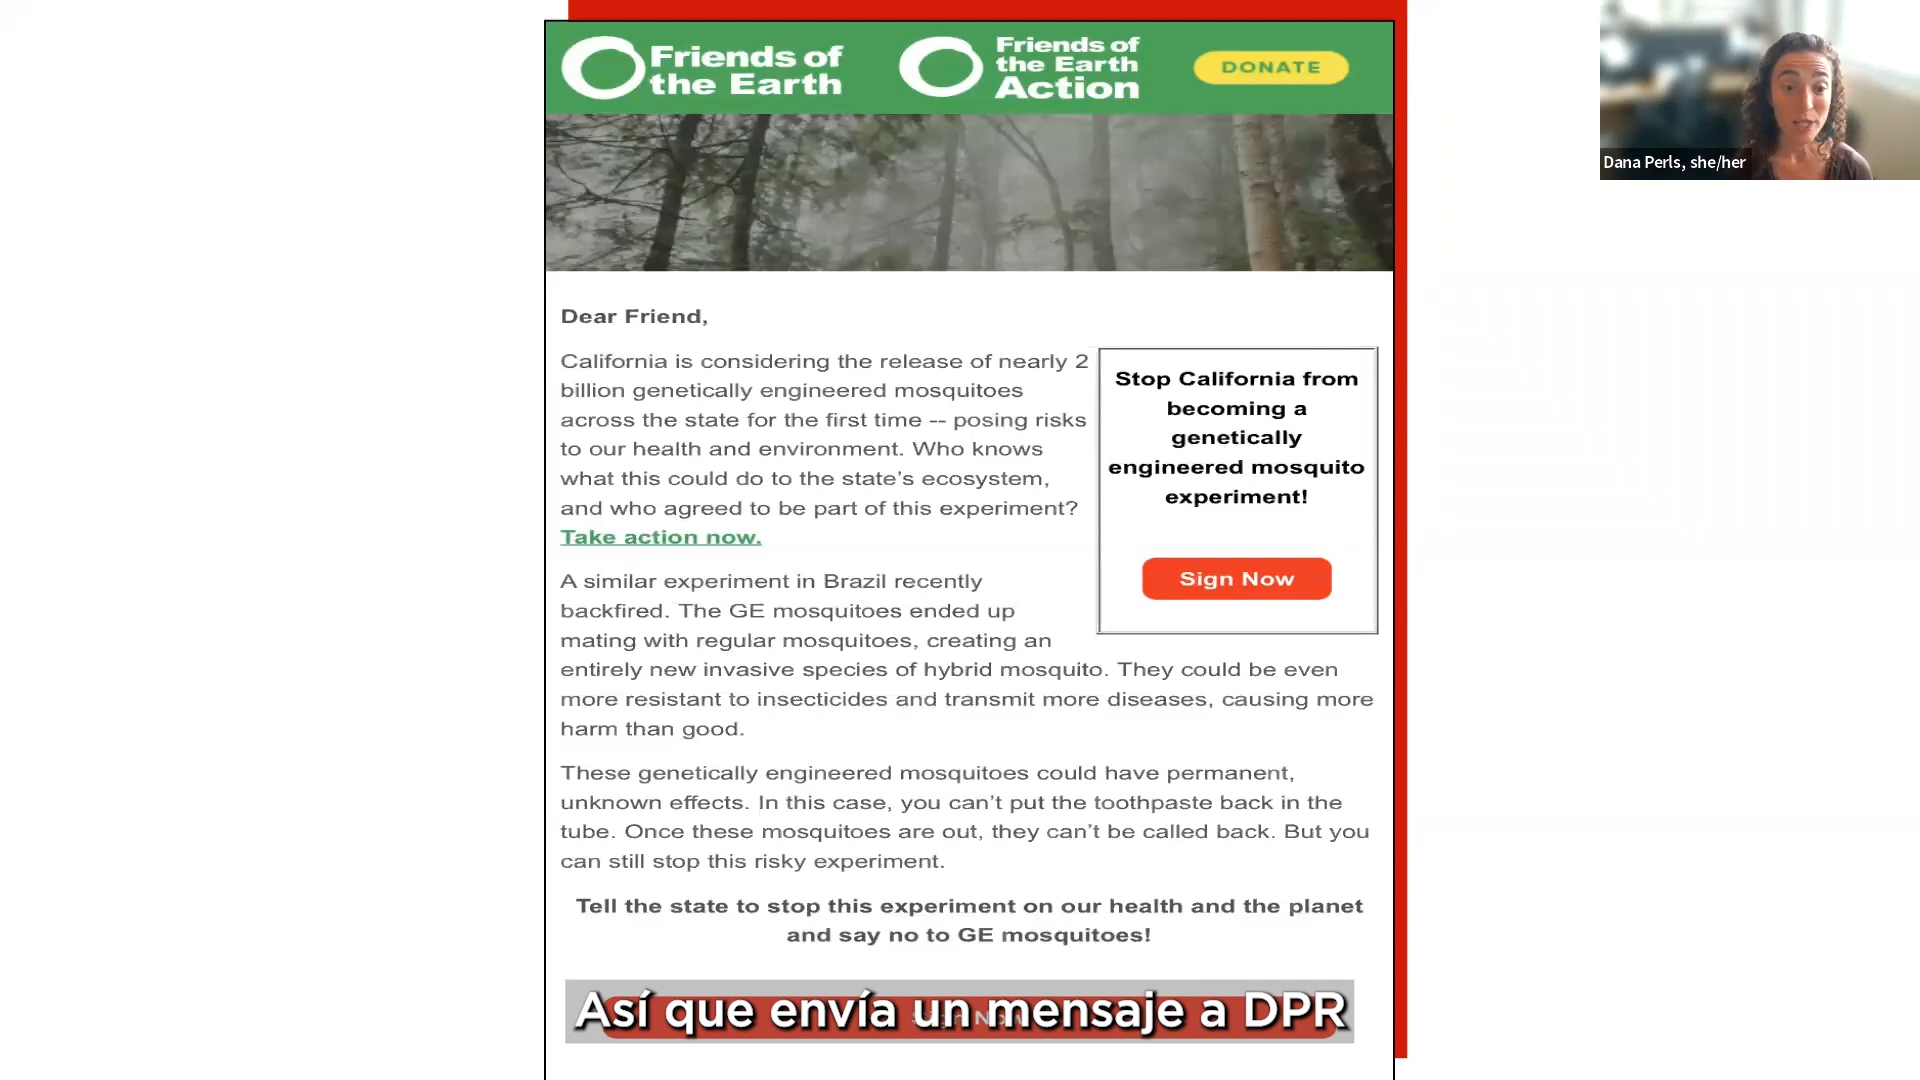 Friends of
the Earth
Friends of
the Earth
Action
DONATE
Dana Perls, she/her
Dear Friend,
California is considering the release of nearly 2
billion genetically engineered mosquitoes
across the state for the first time -- posing risks
to our health and environment. Who knows
what this could do to the state’s ecosystem,
and who agreed to be part of this experiment?
Take action now.
Stop California from
becoming a
genetically
engineered mosquito
experiment!
Sign Now
A similar experiment in Brazil recently
backfired. The GE mosquitoes ended up
mating with regular mosquitoes, creating an
entirely new invasive species of hybrid mosquito. They could be even
more resistant to insecticides and transmit more diseases, causing more
harm than good.
These genetically engineered mosquitoes could have permanent,
unknown effects. In this case, you can’t put the toothpaste back in the
tube. Once these mosquitoes are out, they can’t be called back. But you
can still stop this risky experiment.
Tell the state to stop this experiment on our health and the planet
and say no to GE mosquitoes!
Así que envía un mensaje a DPR